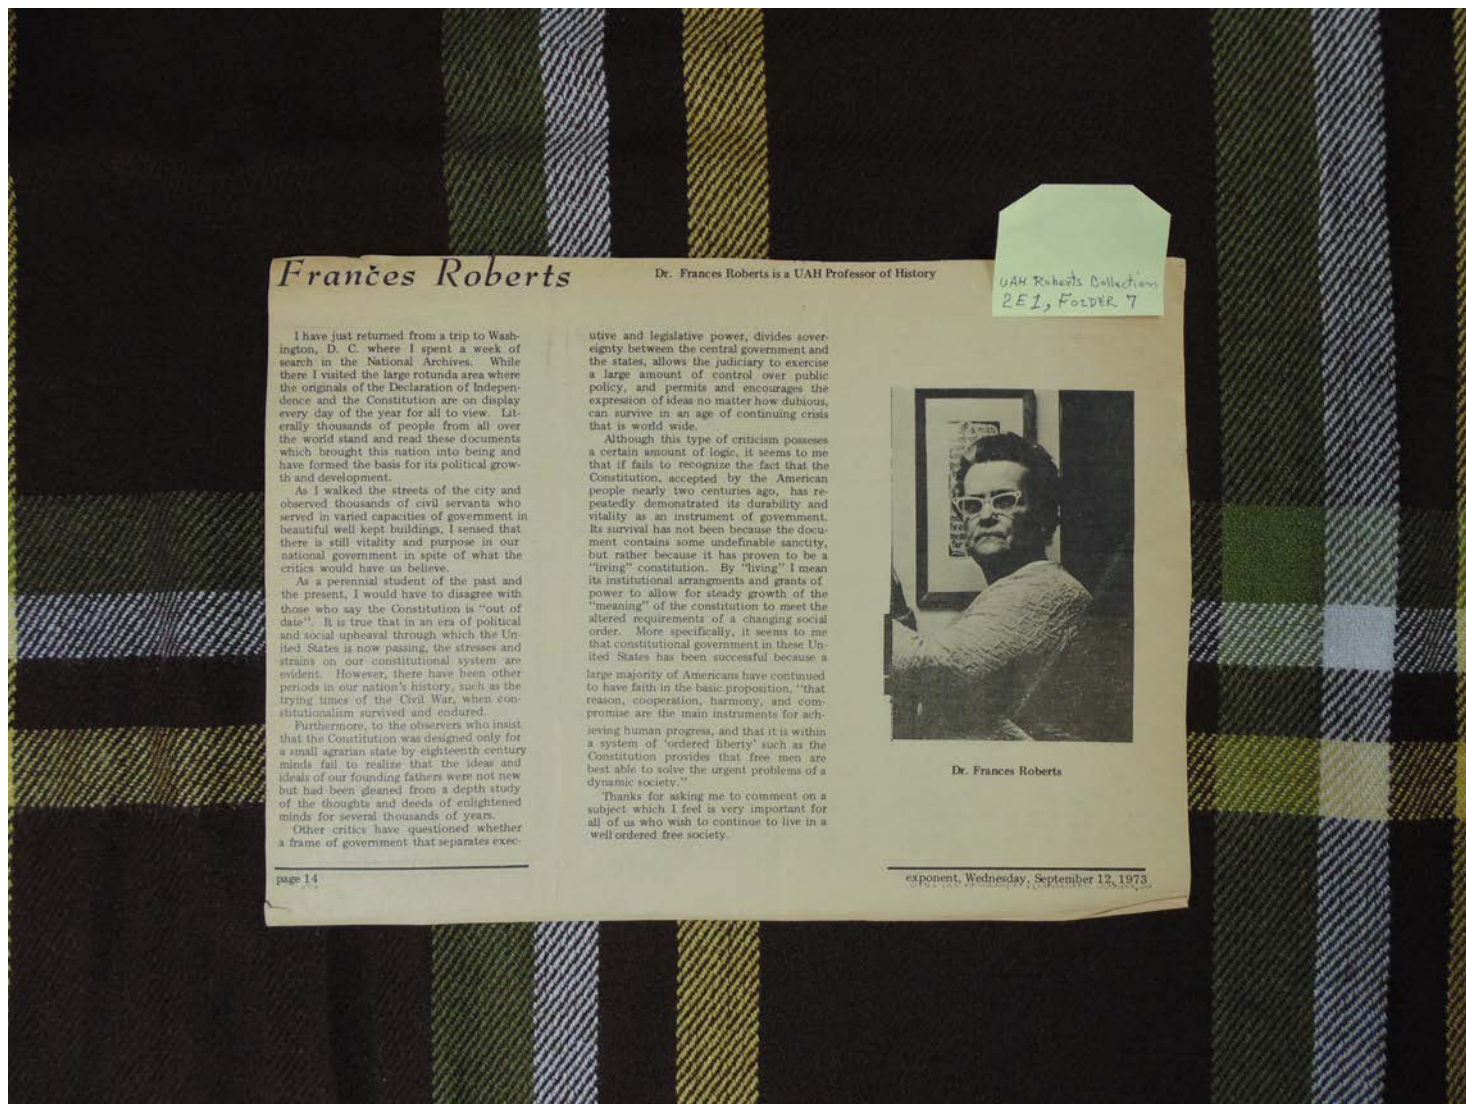 Frances Roberts
Dr. Frances Roberts is a UAH Professor of History
UAH Roberts Collection
2E1, FOLDER 7
I have just returned from a trip to Wash-
ington, D. C. where I spent a week of
search in the National Archives. While
there I visited the large rotunda area where
the originals of the Declaration of Indepen-
dence and the Constitution are on display
every day of the year for all to view. Lit-
erally thousands of people from all over
the world stand and read these documents
which brought this nation into being and
have formed the basis for its political grow-
th and development.
As I walked the streets of the city and
observed thousands of civil servants who
served in varied capacities of government in
beautiful well kept buildings, I sensed that
there is still vitality and purpose in our
national government in spite of what the
critics would have us believe.
As a perennial student of the past and
the present, I would have to disagree with
those who say the Constitution is "out of
date". It is true that in an era of political
and social upheaval through which the Un-
ited States is now passing, the stresses and
strains on our constitutional system are
evident. However, there have been other
periods in our nation's history, such as the
trying times of the Civil War, when con-
stitutionalism survived and endured.
Furthermore, to the observers who insist
that the Constitution was designed only for
a small agrarian state by eighteenth century
minds fail to realize that the ideas and
ideals of our founding fathers were not new
but had been gleaned from a depth study
of the thoughts and deeds of enlightened
minds for several thousands of years.
Other critics have questioned whether
a frame of government that separates exec-
utive and legislative power, divides sover-
eignty between the central government and
the states, allows the judiciary to exercise
a large amount of control over public
policy, and permits and encourages the
expression of ideas no matter how dubious,
can survive in an age of continuing crisis
that is world wide.
Although this type of criticism posseses
a certain amount of logic, it seems to me
that if fails to recognize the fact that the
Constitution, accepted by the American
people nearly two centuries ago, has re-
peatedly demonstrated its durability and
vitality as an instrument of government.
Its survival has not been because the docu-
ment contains some undefinable sanctity,
but rather because it has proven to be a
"living" constitution. By "living" I mean
its institutional arrangments and grants of
power to allow for steady growth of the
"meaning" of the constitution to meet the
altered requirements of a changing social
order. More specifically, it seems to me
that constitutional government in these Un-
ited States has been successful because a
large majority of Americans have continued
to have faith in the basic proposition, "that
reason, cooperation, harmony, and com-
promise are the main instruments for ach-
ieving human progress, and that it is within
a system of 'ordered liberty' such as the
Constitution provides that free men are
best able to solve the urgent problems of a
dynamic society."
Thanks for asking me to comment on a
subject which I feel is very important for
all of us who wish to continue to live in a
well ordered free society.
Dr. Frances Roberts
page 14
exponent, Wednesday, September 12, 1973